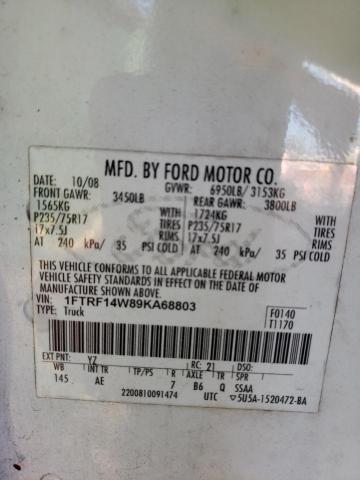 MFD. BY FORD MOTOR CO.
DATE: 10/08 GVWR: 6950LB/ 3153KG
FRONT GAWR: 3450LB REAR GAWR: 3800LB
1565KG 1724KG
P235/75R17 TIRES P235/75R17 TIRES
17x7.5J RIMS 17x7.5J RIMS
AT 240 kPa/ 35 PSI COLD AT 240 kPa/ 35 PSI COLD
THIS VEHICLE CONFORMS TO ALL APPLICABLE FEDERAL MOTOR
VEHICLE SAFETY STANDARDS IN EFFECT ON THE DATE OF MANUFACTURE SHOWN ABOVE.
VIN: 1FTRF14W89KA68803
TYPE: Truck
F0140
T1170
EXT PNT: YZ RC: 21 DSO:
WB INT TR TP/PS R AXLE TR SPR
145 AE 7 B6 Q SSAA
2200810091474 UTC ▽5U5A-1520472-BA